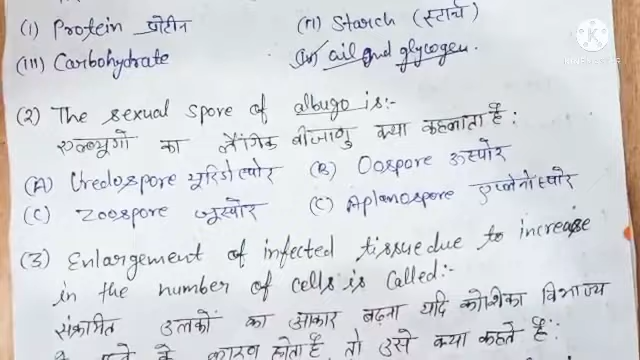 (i) Protein प्रोटीन (ii) Starch (स्टार्च)
(iii) Carbohydrate (iv) oil and glycogen.
(2) The sexual spore of albugo is:-
एल्ब्यूगो का लैंगिक बीजाणु क्या कहलाता है:
(A) Uredospore यूरिडोस्पोर (B) Oospore ऊस्पोर
(C) Zoospore जूस्पोर (C) Aplanospore एप्लेनोस्पोर
(3) Enlargement of infected tissue due to increase
in the number of cells is called:-
संक्रमित उत्तकों का आकार बढ़ना यदि कोशिका विभाज्य
के कारण होता है, तो उसे क्या कहते हैं:
K
KINEMASTER